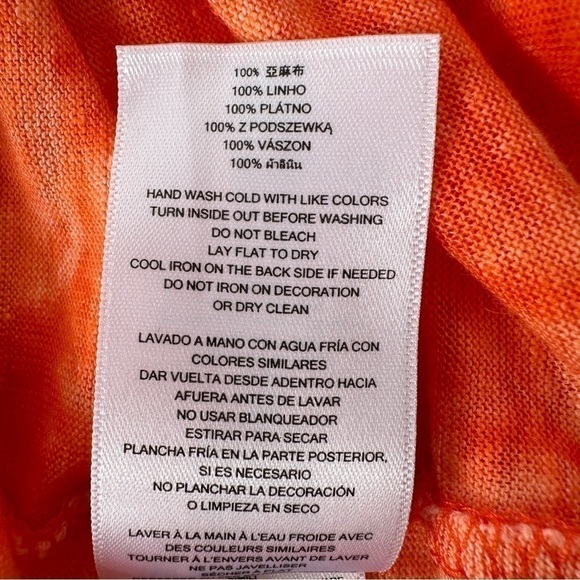 100% 亞麻布
100% LINHO
100% PLÁTNO
100% Z PODSZEWKĄ
100% VÁSZON
100% ผ้าลินิน
HAND WASH COLD WITH LIKE COLORS
TURN INSIDE OUT BEFORE WASHING
DO NOT BLEACH
LAY FLAT TO DRY
COOL IRON ON THE BACK SIDE IF NEEDED
DO NOT IRON ON DECORATION
OR DRY CLEAN
LAVADO A MANO CON AGUA FRÍA CON
COLORES SIMILARES
DAR VUELTA DESDE ADENTRO HACIA
AFUERA ANTES DE LAVAR
NO USAR BLANQUEADOR
ESTIRAR PARA SECAR
PLANCHA FRÍA EN LA PARTE POSTERIOR,
SI ES NECESARIO
NO PLANCHAR LA DECORACIÓN
O LIMPIEZA EN SECO
LAVER À LA MAIN À L'EAU FROIDE AVEC
DES COULEURS SIMILAIRES
TOURNER À L'ENVERS AVANT DE LAVER
NE PAS JAVELLISER
SÉCHER À PLAT